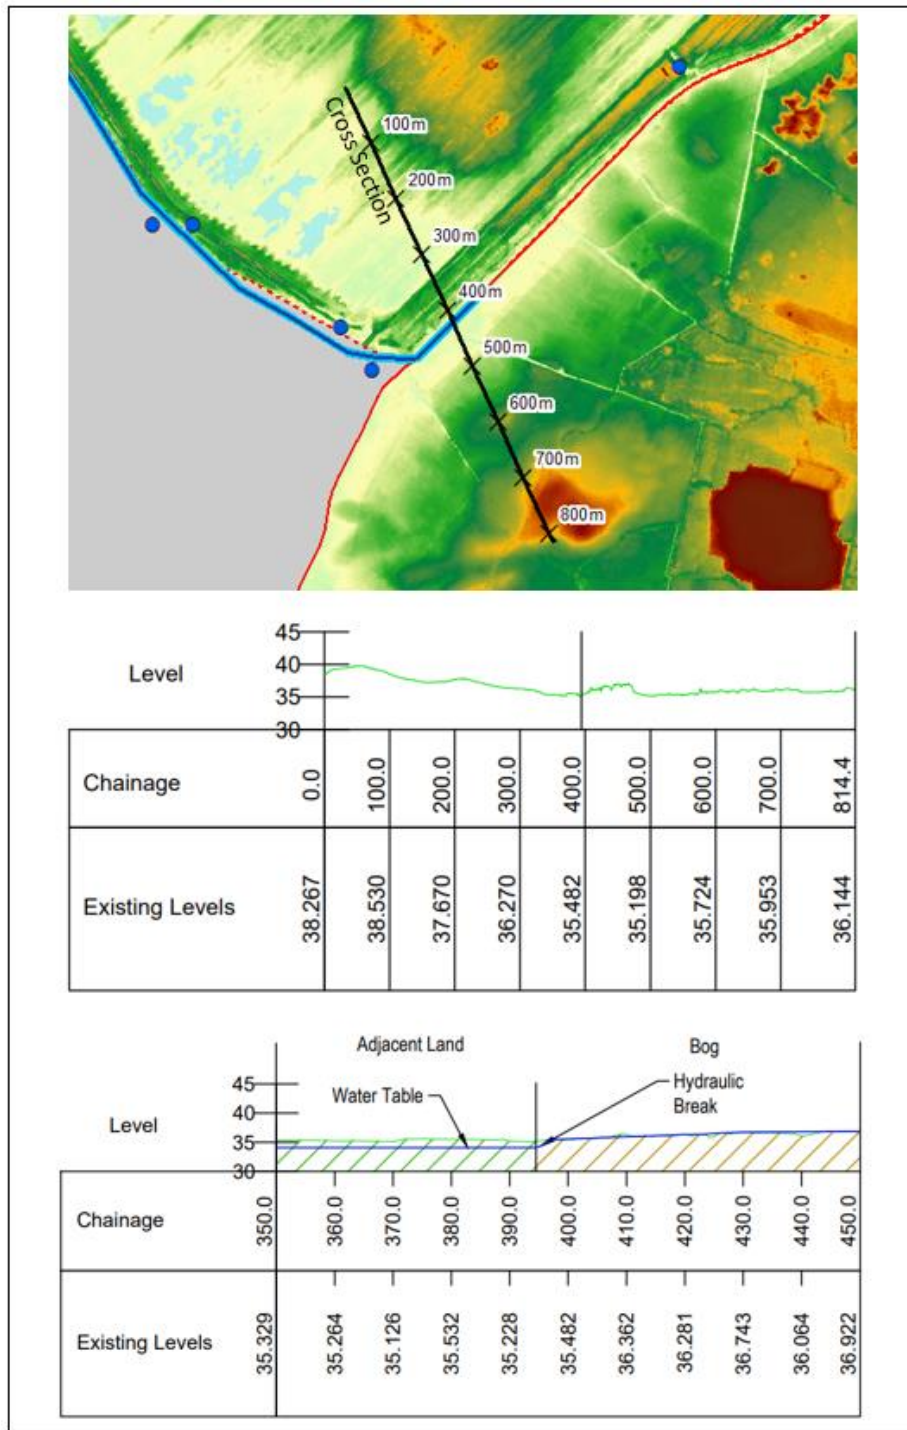 Cross Section
100m
200m
300m
400m
500m
600m
700m
800m
45
40
35
30
Level
Chainage 0.0 100.0 200.0 300.0 400.0 500.0 600.0 700.0 814.4
Existing Levels 38.267 38.530 37.670 36.270 35.482 35.198 35.724 35.953 36.144
Adjacent Land Bog
Water Table Hydraulic
Break
45
40
35
30
Level
Chainage 350.0 360.0 370.0 380.0 390.0 400.0 410.0 420.0 430.0 440.0 450.0
Existing Levels 35.329 35.264 35.126 35.532 35.228 35.482 36.362 36.281 36.743 36.064 36.922